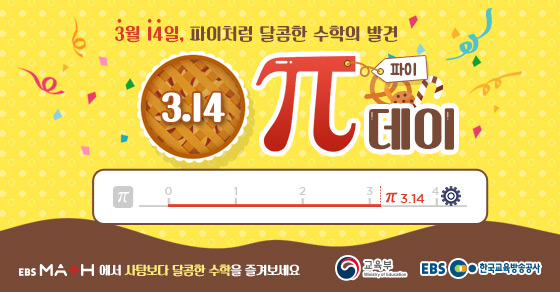 3월 14일, 파이처럼 달콤한 수학의 발견
3.14
π
파이
데이
π
0 1 2 3 4
π 3.14
EBS MATH 에서 사탕보다 달콤한 수학을 즐겨보세요
교육부
Ministry of Education
EBS 한국교육방송공사